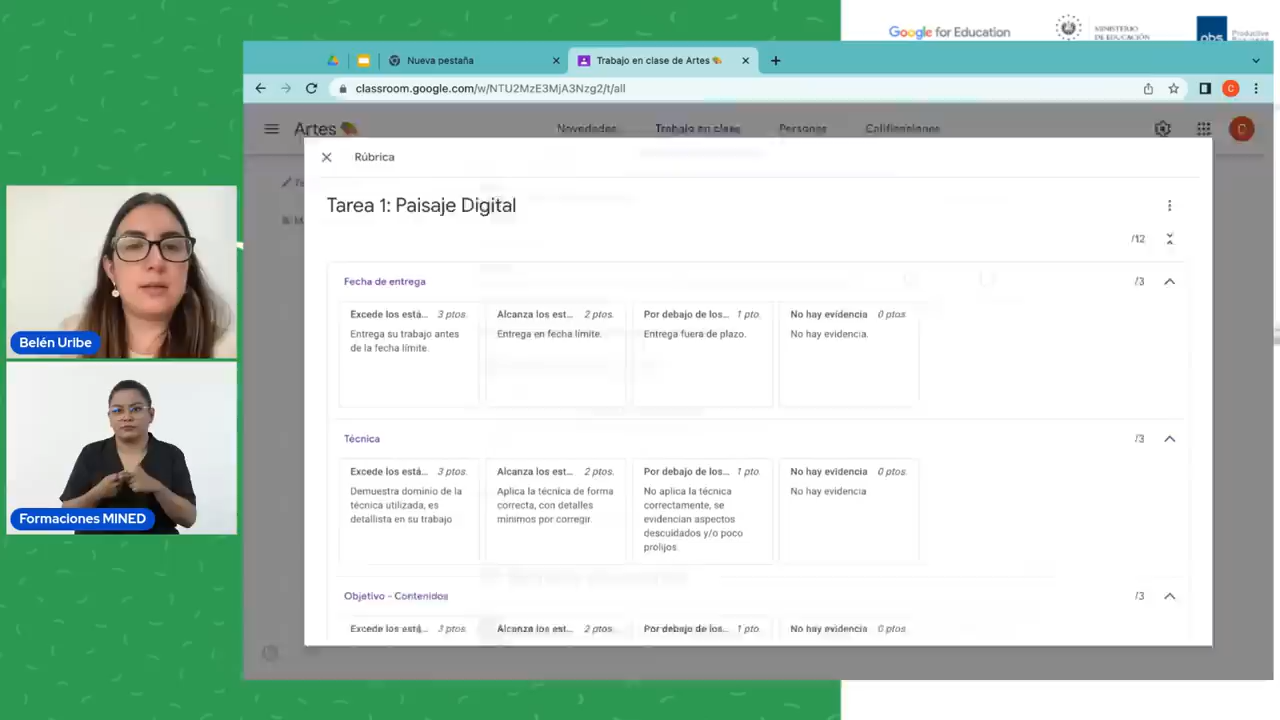 Google for Education
MINISTERIO
DE EDUCACIÓN
abs
Productive
Nueva pestaña
Trabajo en clase de Artes
classroom.google.com/w/NTU2MzE3MjA3Nzg2/t/all
Artes
Novedades
Trabajo en clase
Personas
Calificaciones
C
C
Rúbrica
Tarea 1: Paisaje Digital
/12
Fecha de entrega
/3
Excede los está... 3 ptos.
Alcanza los est... 2 ptos.
Por debajo de los... 1 pto.
No hay evidencia 0 ptos.
Entrega su trabajo antes
de la fecha límite.
Entrega en fecha límite.
Entrega fuera de plazo.
No hay evidencia.
Técnica
/3
Excede los está... 3 ptos.
Alcanza los est... 2 ptos.
Por debajo de los... 1 pto.
No hay evidencia 0 ptos.
Demuestra dominio de la
técnica utilizada, es
detallista en su trabajo
Aplica la técnica de forma
correcta, con detalles
mínimos por corregir.
No aplica la técnica
correctamente, se
evidencian aspectos
descuidados y/o poco
prolijos.
No hay evidencia
Objetivo - Contenidos
/3
Excede los está... 3 ptos.
Alcanza los est... 2 ptos.
Por debajo de los... 1 pto.
No hay evidencia 0 ptos.
Belén Uribe
Formaciones MINED